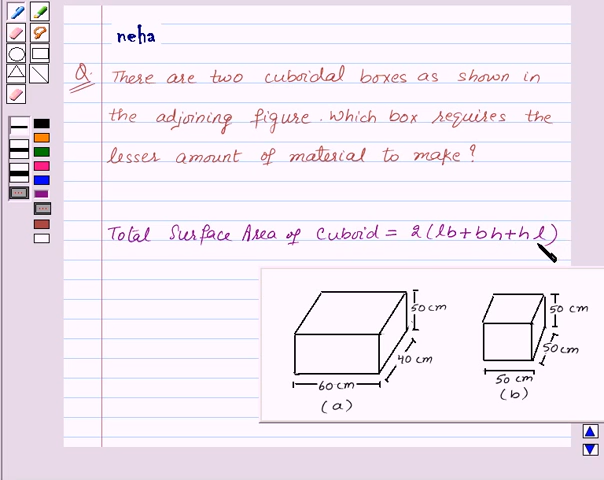 neha
Q. There are two cuboidal boxes as shown in
the adjoining figure. Which box requires the
lesser amount of material to make?
Total Surface Area of Cuboid = 2(lb+bh+hl)
50 cm
40 cm
60 cm
(a)
50 cm
50 cm
50 cm
(b)